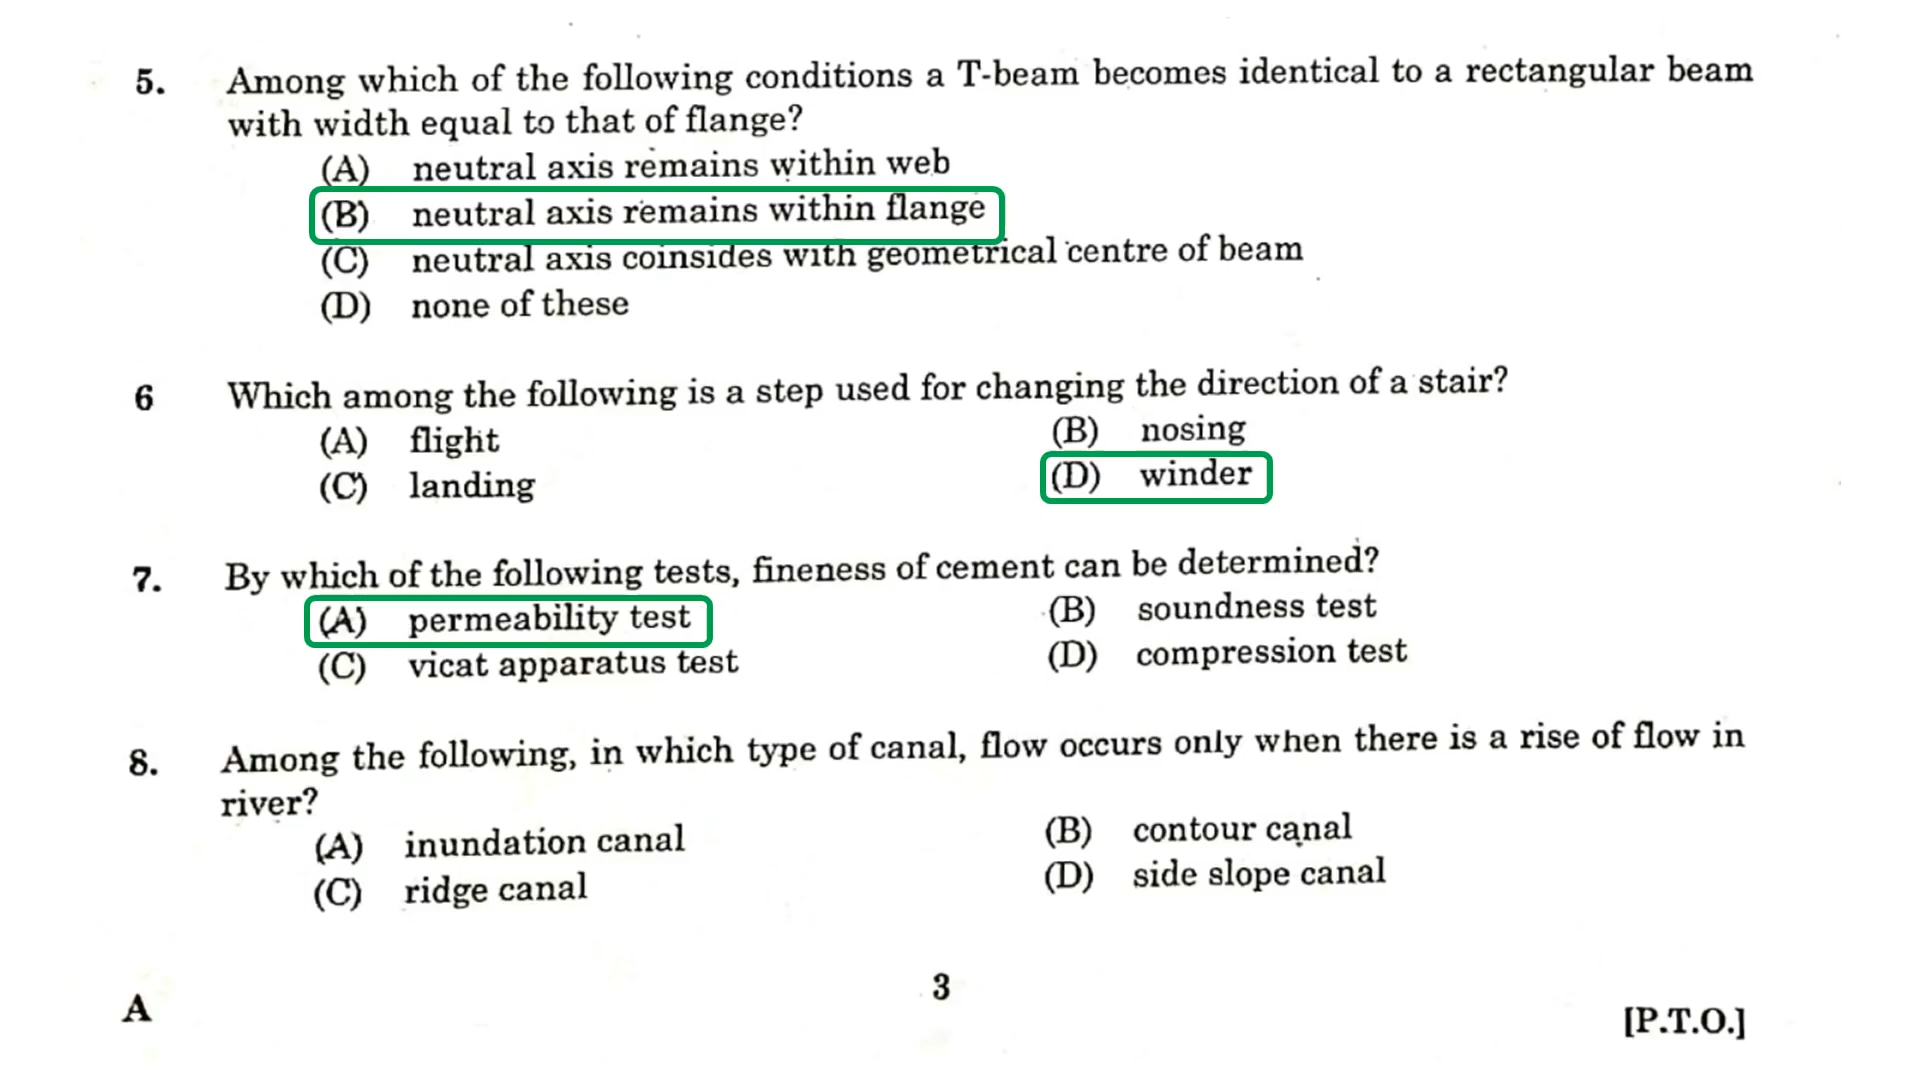 5. Among which of the following conditions a T-beam becomes identical to a rectangular beam
with width equal to that of flange?
(A) neutral axis remains within web
(B) neutral axis remains within flange
(C) neutral axis coinsides with geometrical centre of beam
(D) none of these
6 Which among the following is a step used for changing the direction of a stair?
(A) flight (B) nosing
(C) landing (D) winder
7. By which of the following tests, fineness of cement can be determined?
(A) permeability test (B) soundness test
(C) vicat apparatus test (D) compression test
8. Among the following, in which type of canal, flow occurs only when there is a rise of flow in
river?
(A) inundation canal (B) contour canal
(C) ridge canal (D) side slope canal
A 3 [P.T.O.]